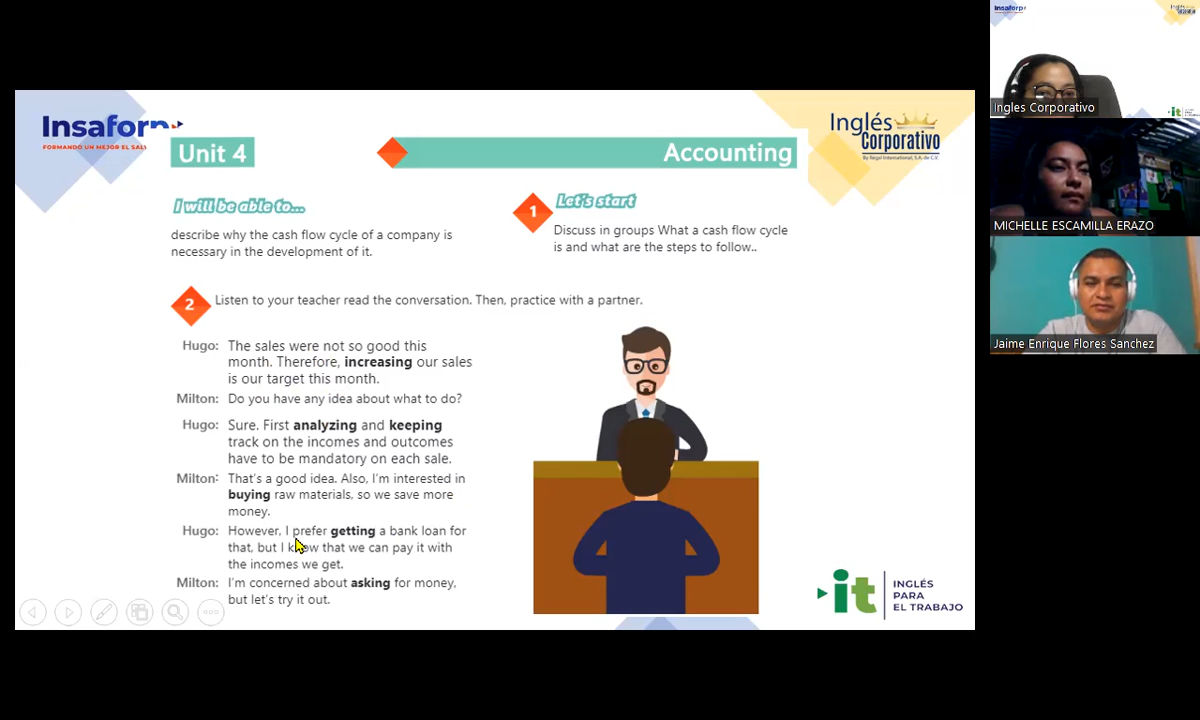 Insaforp
FORMANDO UN MEJOR EL SAL
Unit 4
Accounting
Inglés
Corporativo
By Regal International, S.A. de C.V.
I will be able to...
describe why the cash flow cycle of a company is
necessary in the development of it.
1
Let's start
Discuss in groups What a cash flow cycle
is and what are the steps to follow..
2
Listen to your teacher read the conversation. Then, practice with a partner.
Hugo: The sales were not so good this
month. Therefore, increasing our sales
is our target this month.
Milton: Do you have any idea about what to do?
Hugo: Sure. First analyzing and keeping
track on the incomes and outcomes
have to be mandatory on each sale.
Milton: That's a good idea. Also, I'm interested in
buying raw materials, so we save more
money.
Hugo: However, I prefer getting a bank loan for
that, but I know that we can pay it with
the incomes we get.
Milton: I'm concerned about asking for money,
but let's try it out.
it
INGLÉS
PARA
EL TRABAJO
Insaforp
Ingles Corporativo
it
MICHELLE ESCAMILLA ERAZO
Jaime Enrique Flores Sanchez